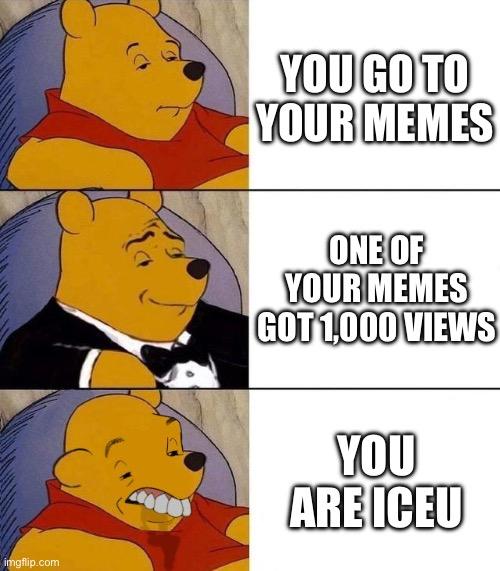 YOU GO TO
YOUR MEMES
ONE OF
YOUR MEMES
GOT 1,000 VIEWS
YOU
ARE ICEU
imgflip.com